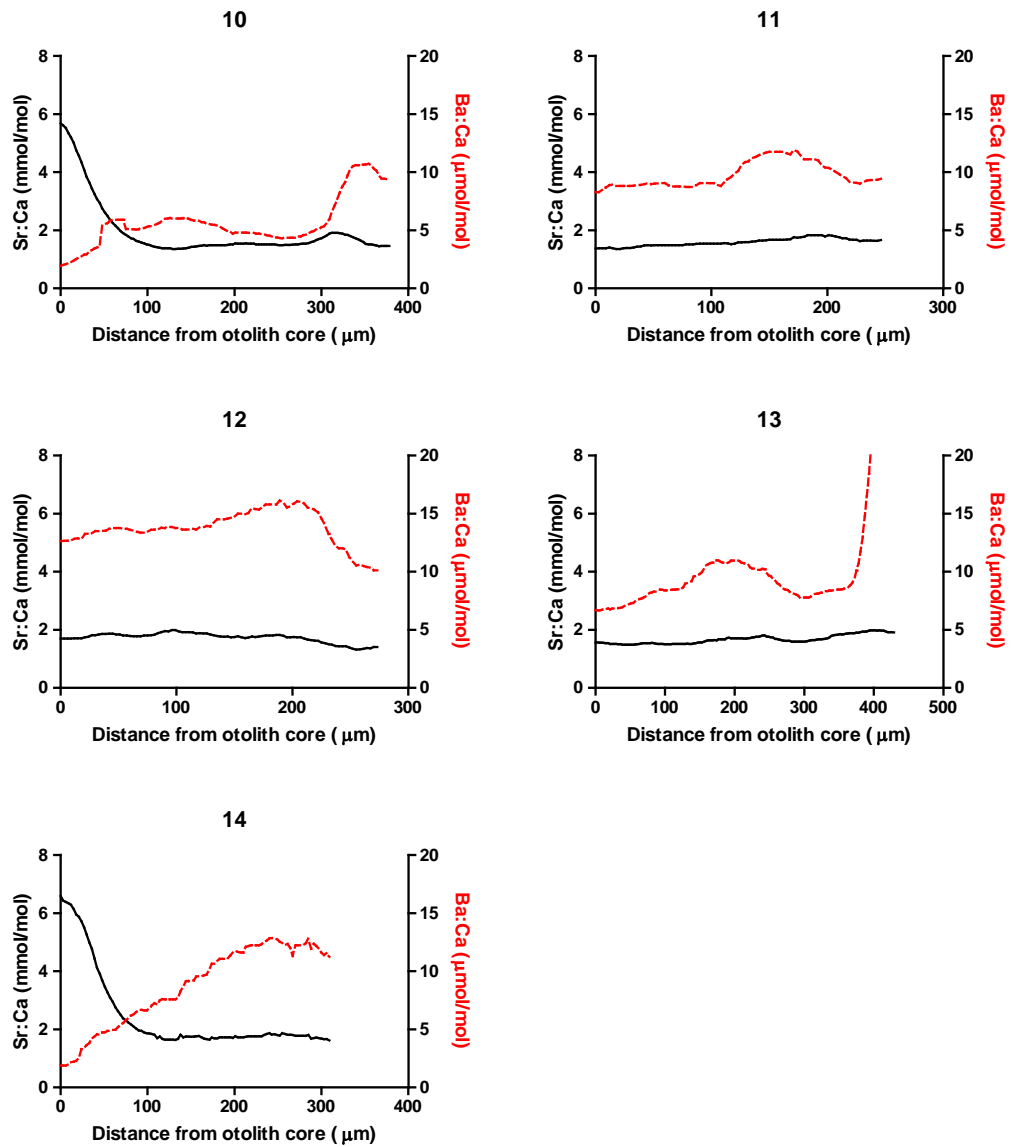 10
8
6
4
2
0
Sr:Ca (mmol/mol)
20
15
10
5
0
Ba:Ca (μmol/mol)
0 100 200 300 400
Distance from otolith core ( μm)
11
8
6
4
2
0
Sr:Ca (mmol/mol)
20
15
10
5
0
Ba:Ca (μmol/mol)
0 100 200 300
Distance from otolith core ( μm)
12
8
6
4
2
0
Sr:Ca (mmol/mol)
20
15
10
5
0
Ba:Ca (μmol/mol)
0 100 200 300
Distance from otolith core ( μm)
13
8
6
4
2
0
Sr:Ca (mmol/mol)
20
15
10
5
0
Ba:Ca (μmol/mol)
0 100 200 300 400 500
Distance from otolith core ( μm)
14
8
6
4
2
0
Sr:Ca (mmol/mol)
20
15
10
5
0
Ba:Ca (μmol/mol)
0 100 200 300 400
Distance from otolith core ( μm)